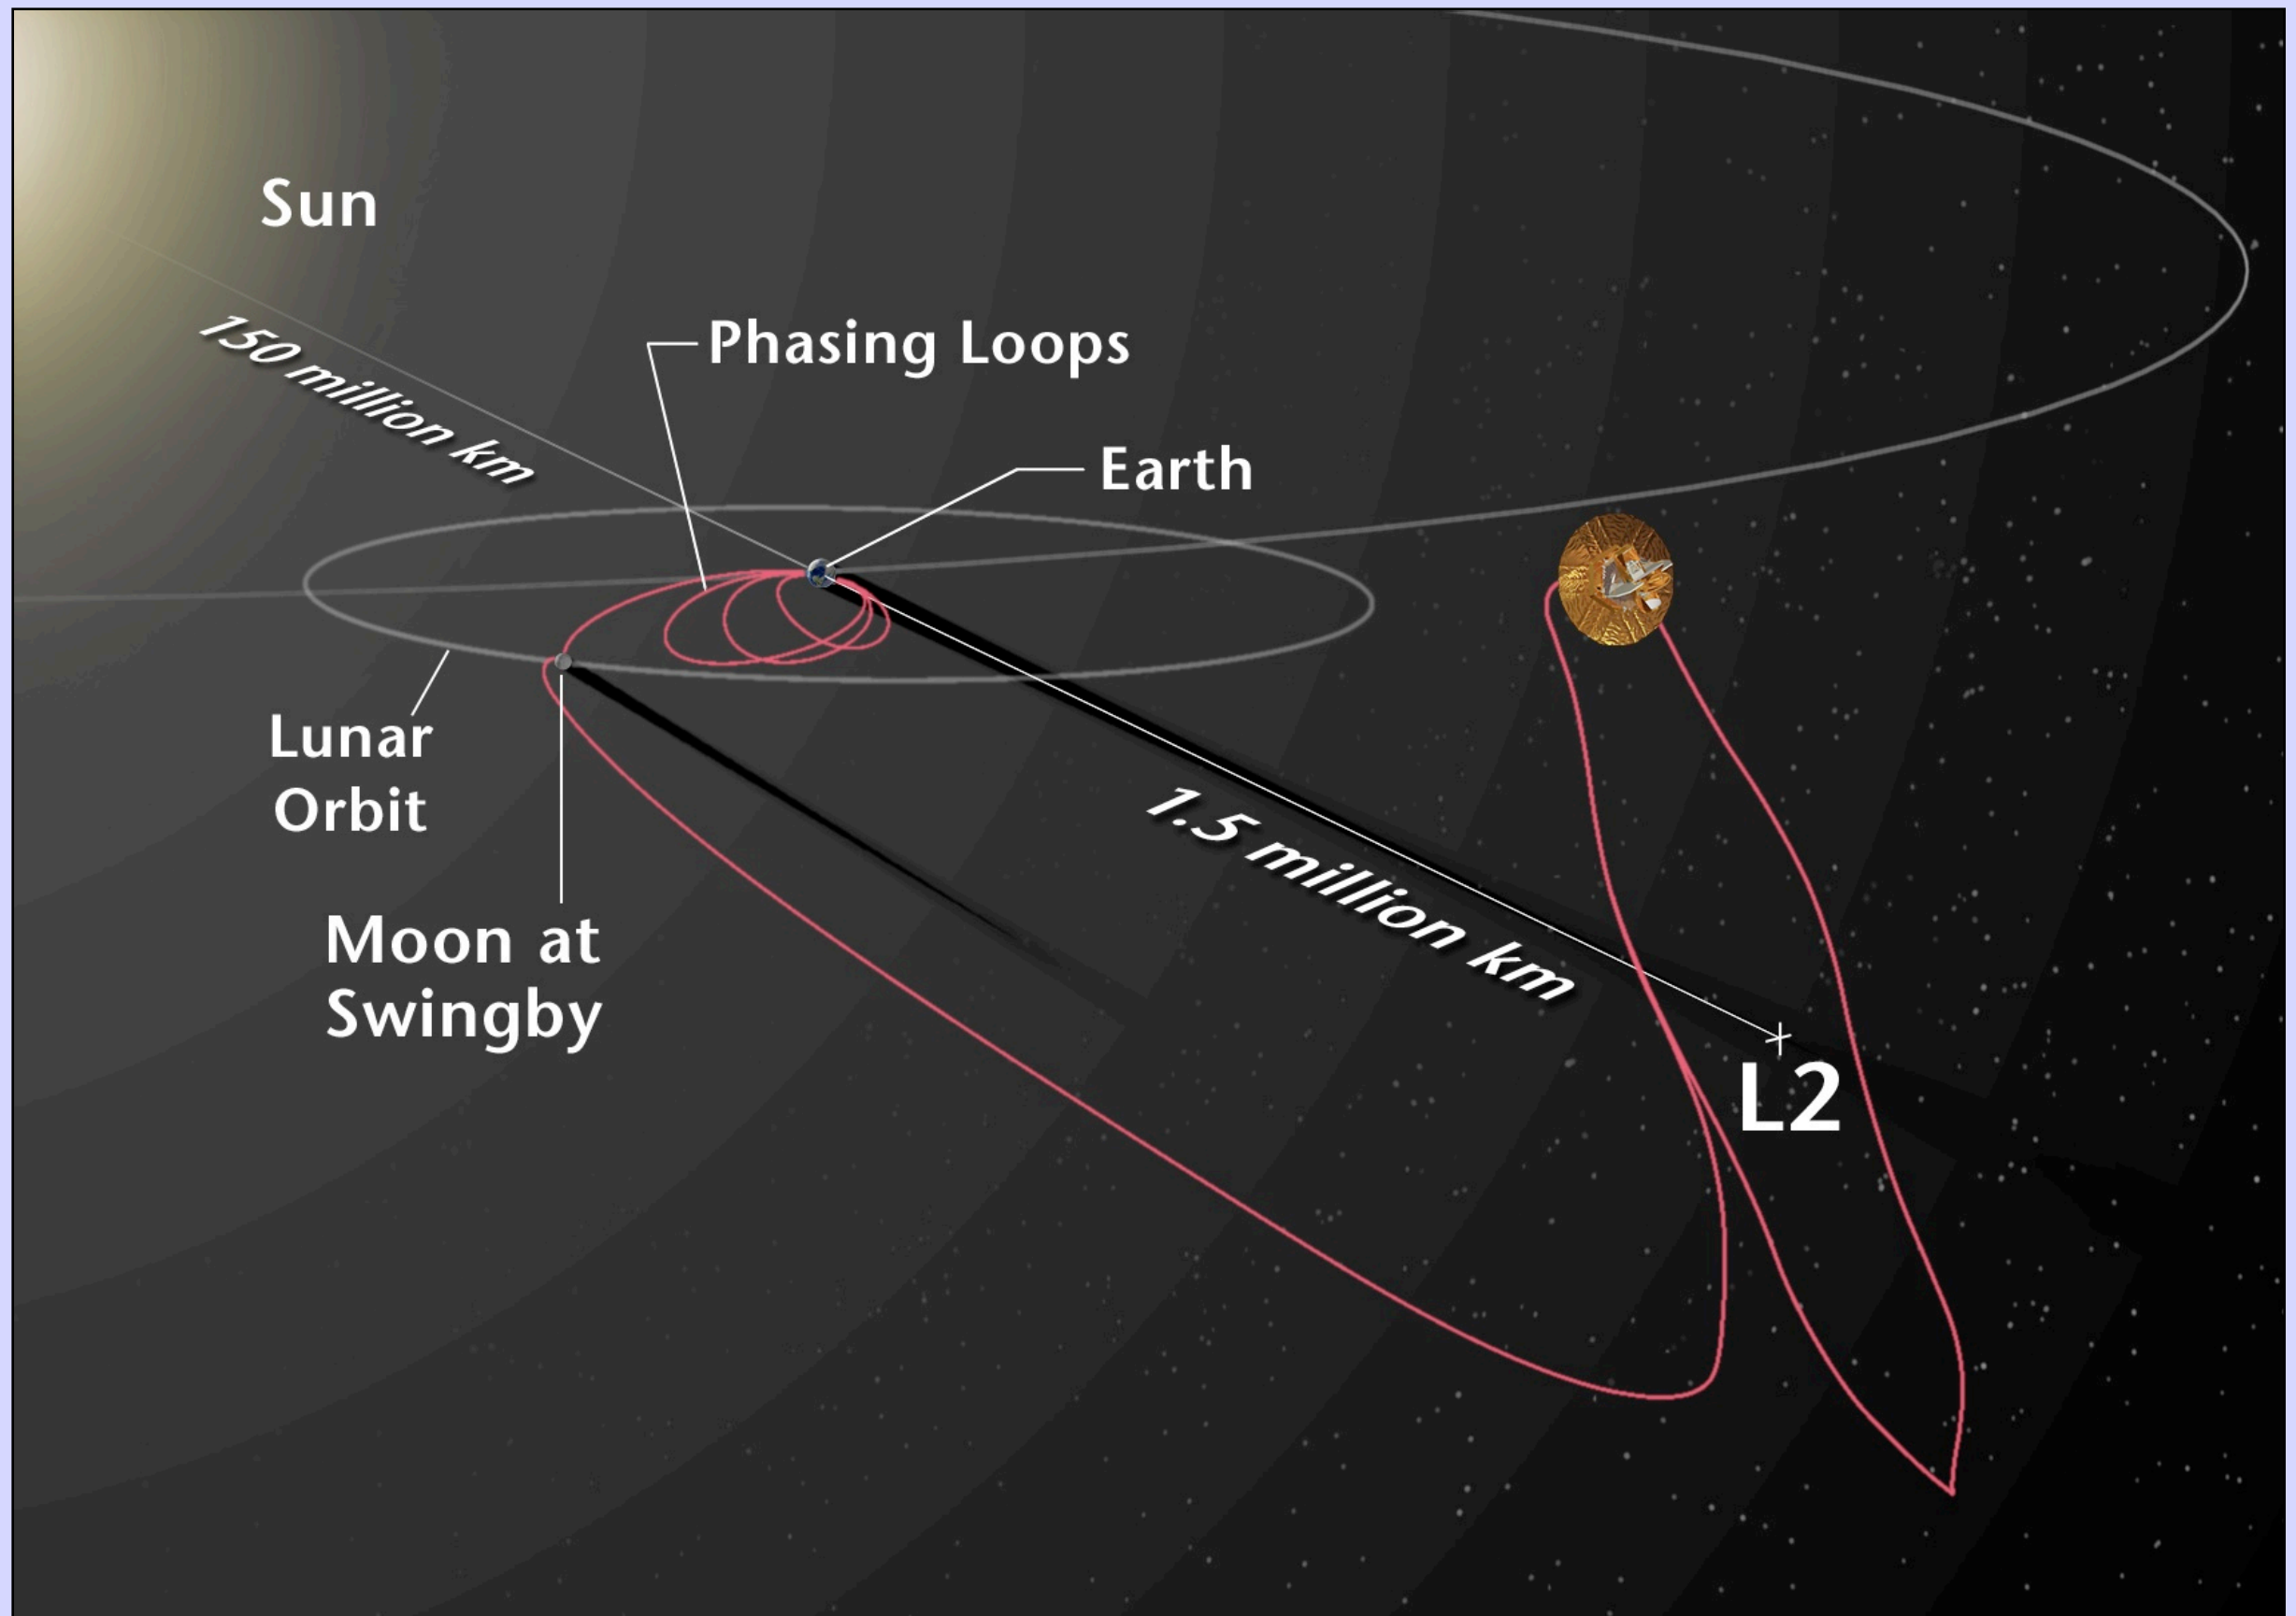 Sun
150 million km
Phasing Loops
Earth
Lunar
Orbit
Moon at
Swingby
1.5 million km
L2